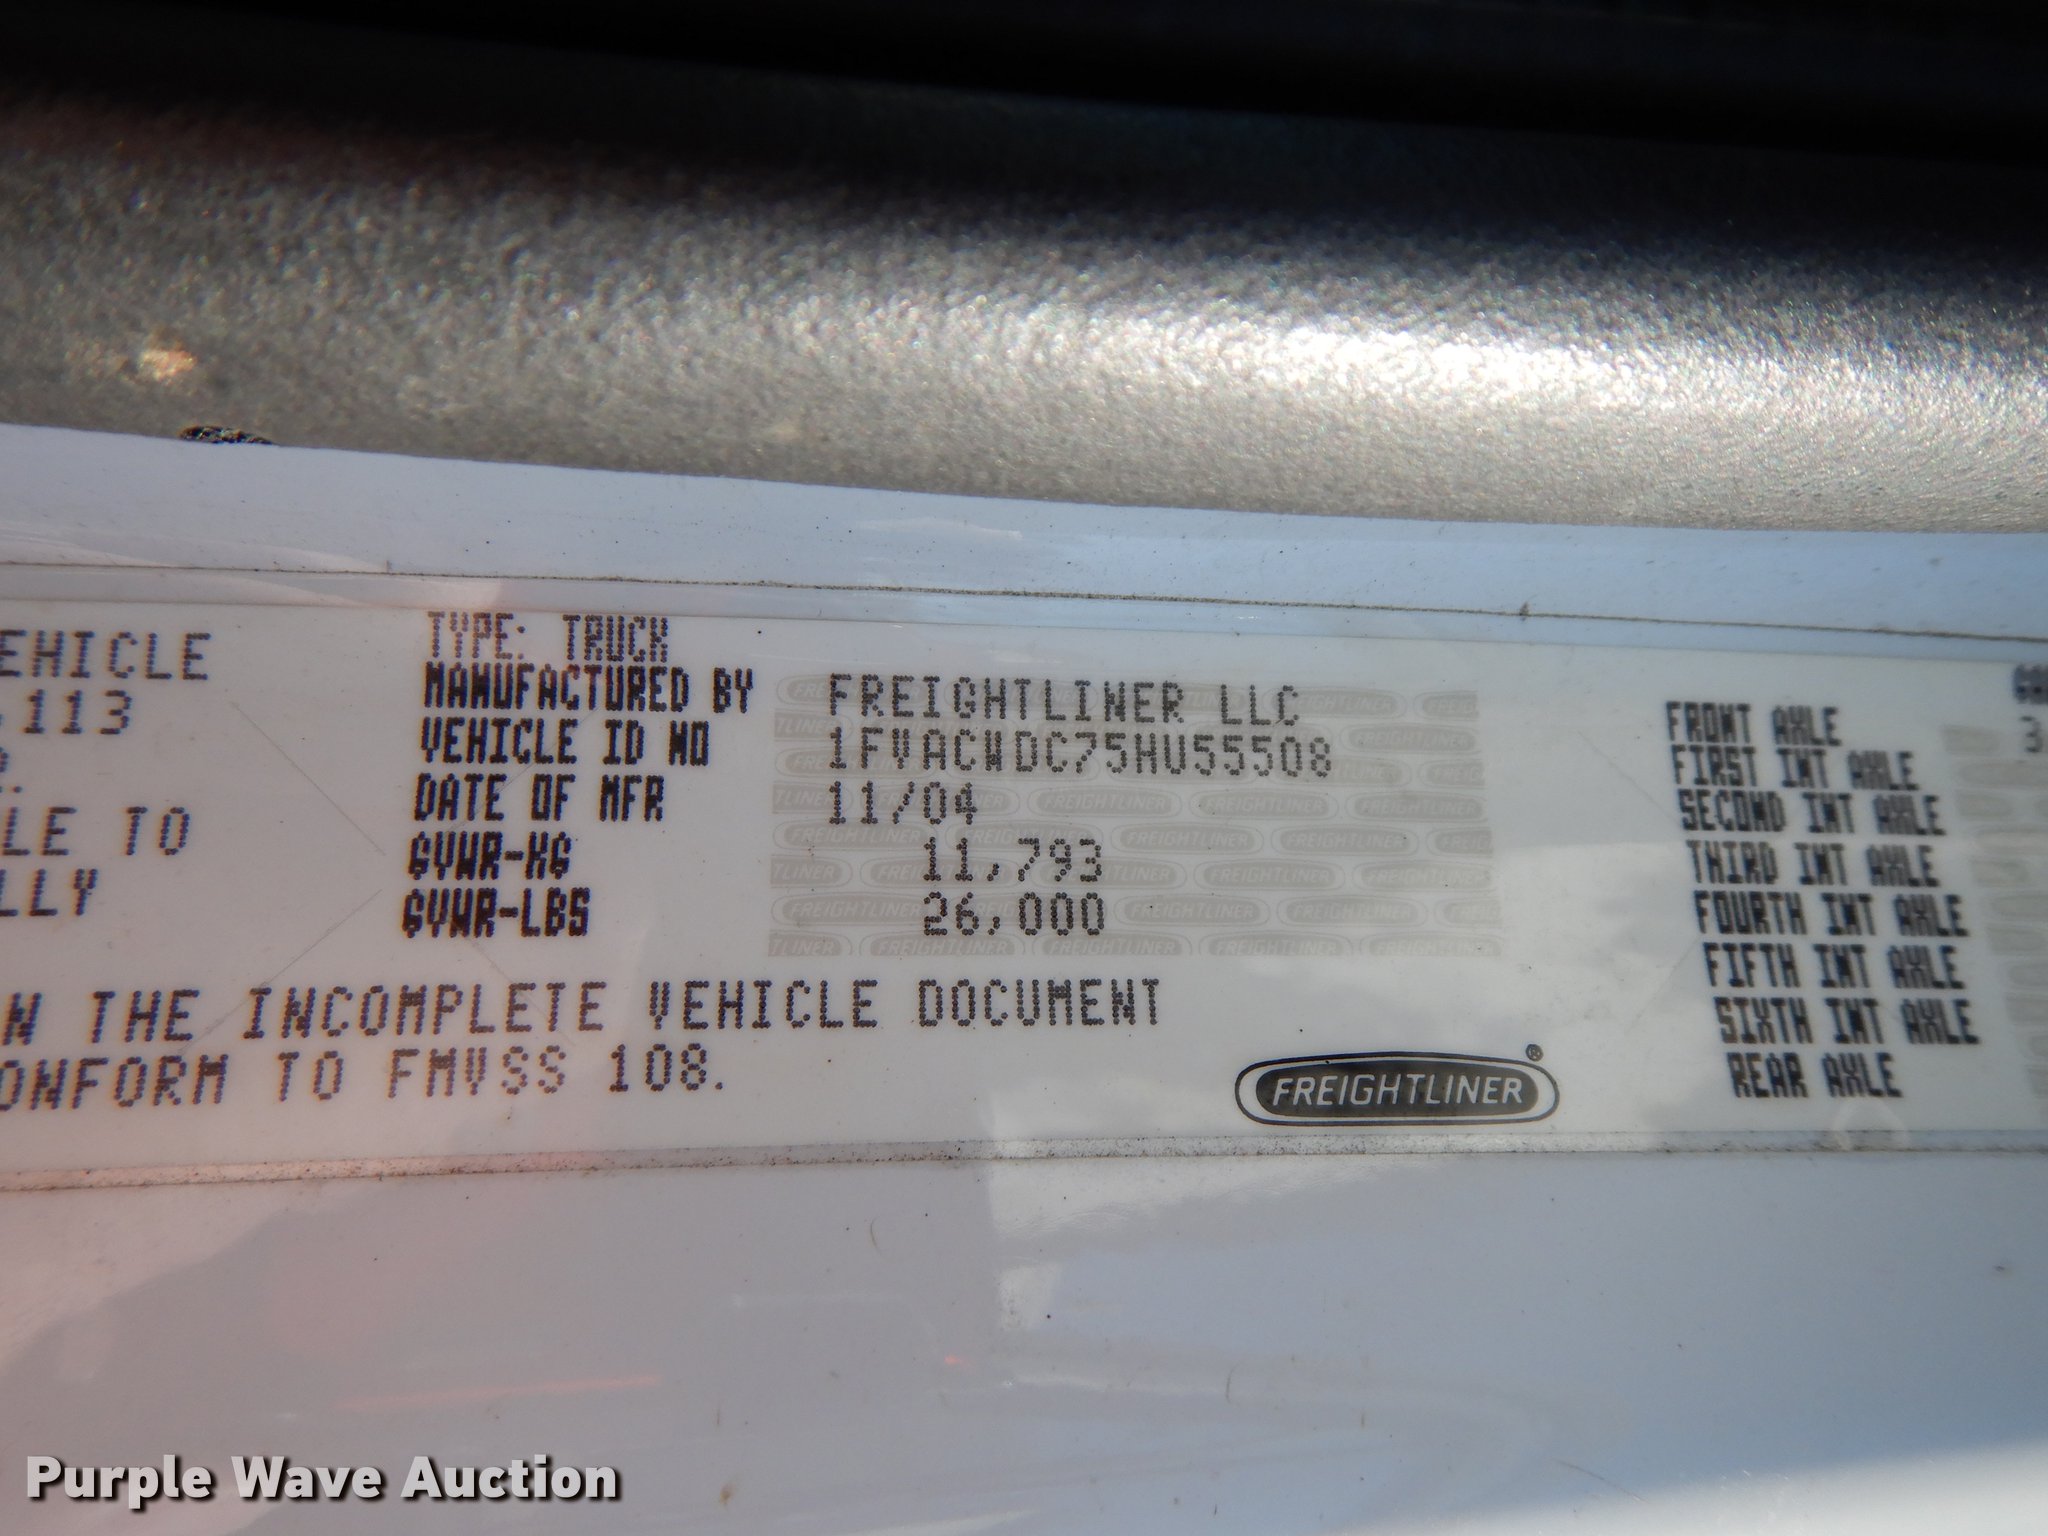 EHICLE
113
LE TO
LLY
TYPE: TRUCK
MANUFACTURED BY FREIGHTLINER LLC
VEHICLE ID NO 1FVACWDC75HU55508
DATE OF MFR 11/04
GVWR-KG 11,793
GVWR-LBS 26,000
N THE INCOMPLETE VEHICLE DOCUMENT
ONFORM TO FMVSS 108.
FREIGHTLINER®
FRONT AXLE 3
FIRST INT AXLE
SECOND INT AXLE
THIRD INT AXLE
FOURTH INT AXLE
FIFTH INT AXLE
SIXTH INT AXLE
REAR AXLE
Purple Wave Auction